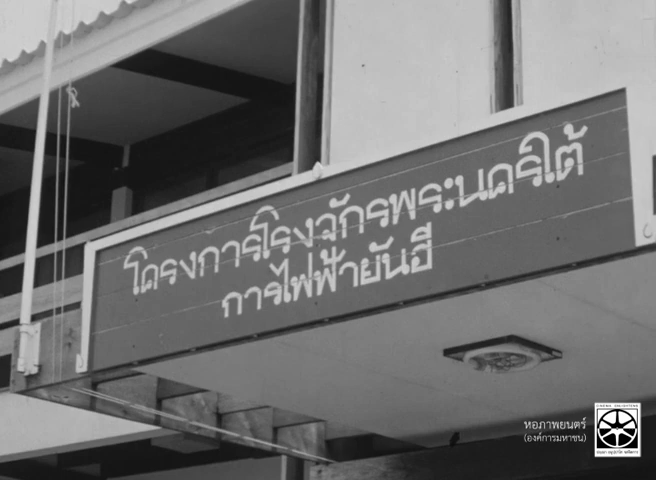 โครงการโรงจักรพระนครใต้
การไฟฟ้ายันฮี
หอภาพยนตร์
(องค์การมหาชน)